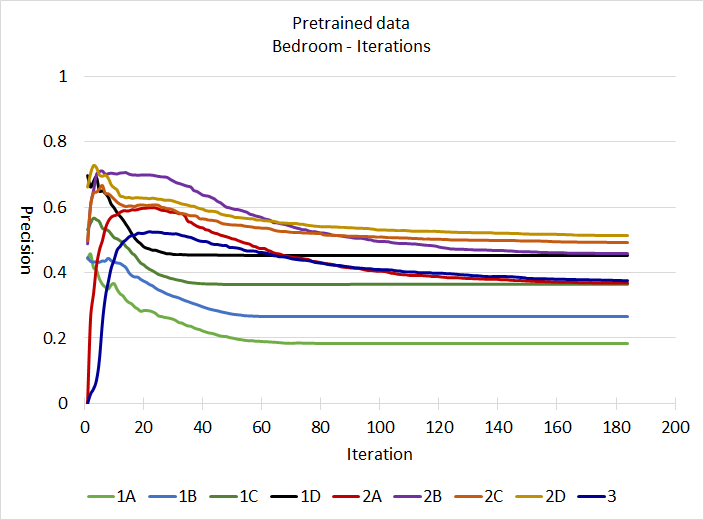 Pretrained data
Bedroom - Iterations
1
0.8
0.6
0.4
0.2
0
Precision
0 20 40 60 80 100 120 140 160 180 200
Iteration
1A 1B 1C 1D 2A 2B 2C 2D 3